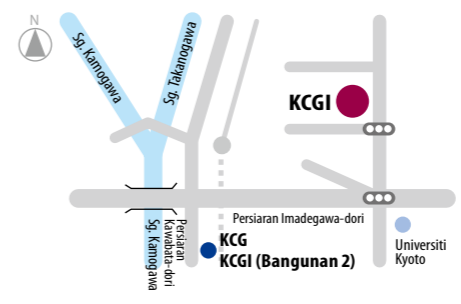 N
Sg. Kamogawa
Sg. Takanogawa
KCGI
Persiaran Imadegawa-dori
Persiaran
Kawabata-dori
Sg. Kamogawa
KCG
KCGI (Bangunan 2)
Universiti
Kyoto